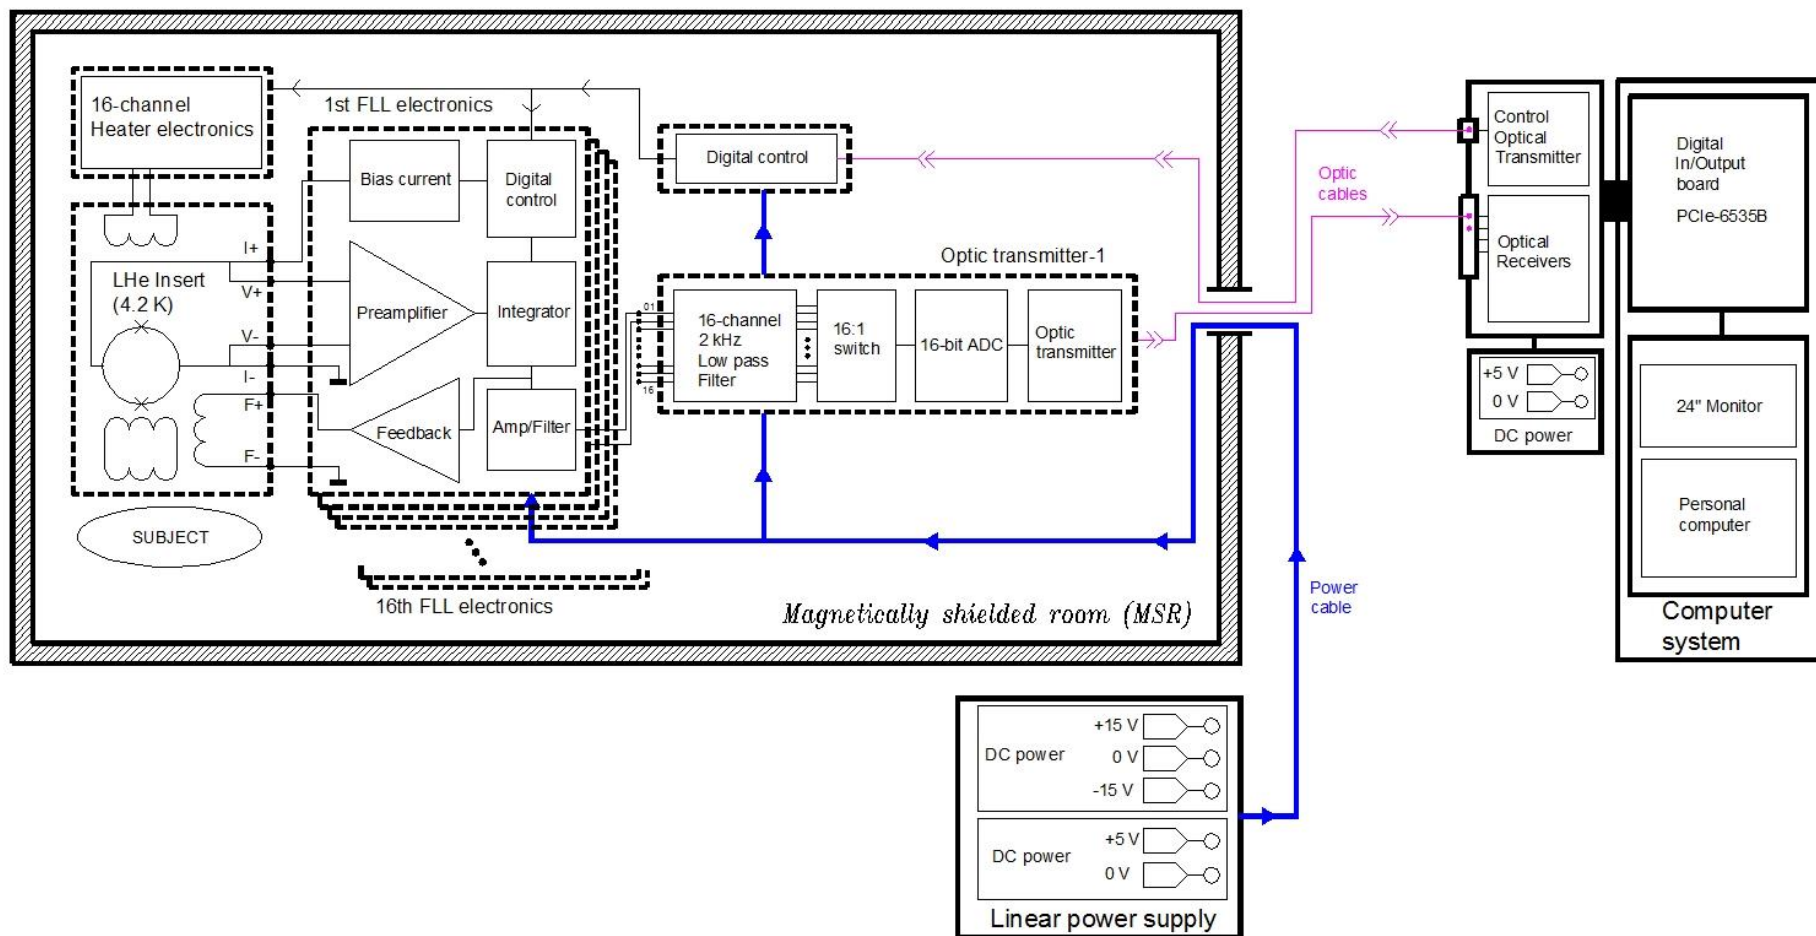 16-channel
Heater electronics
1st FLL electronics
Bias current
Digital
control
I+
V+
LHe Insert
(4.2 K)
V-
I-
F+
F-
Preamplifier
Integrator
Feedback
Amp/Filter
SUBJECT
16th FLL electronics
Digital control
Optic transmitter-1
01
16
16-channel
2 kHz
Low pass
Filter
16:1
switch
16-bit ADC
Optic
transmitter
Magnetically shielded room (MSR)
Optic
cables
Control
Optical
Transmitter
Optical
Receivers
+5 V
0 V
DC power
Digital
In/Output
board
PCIe-6535B
24" Monitor
Personal
computer
Computer
system
Power
cable
DC power
+15 V
0 V
-15 V
DC power
+5 V
0 V
Linear power supply